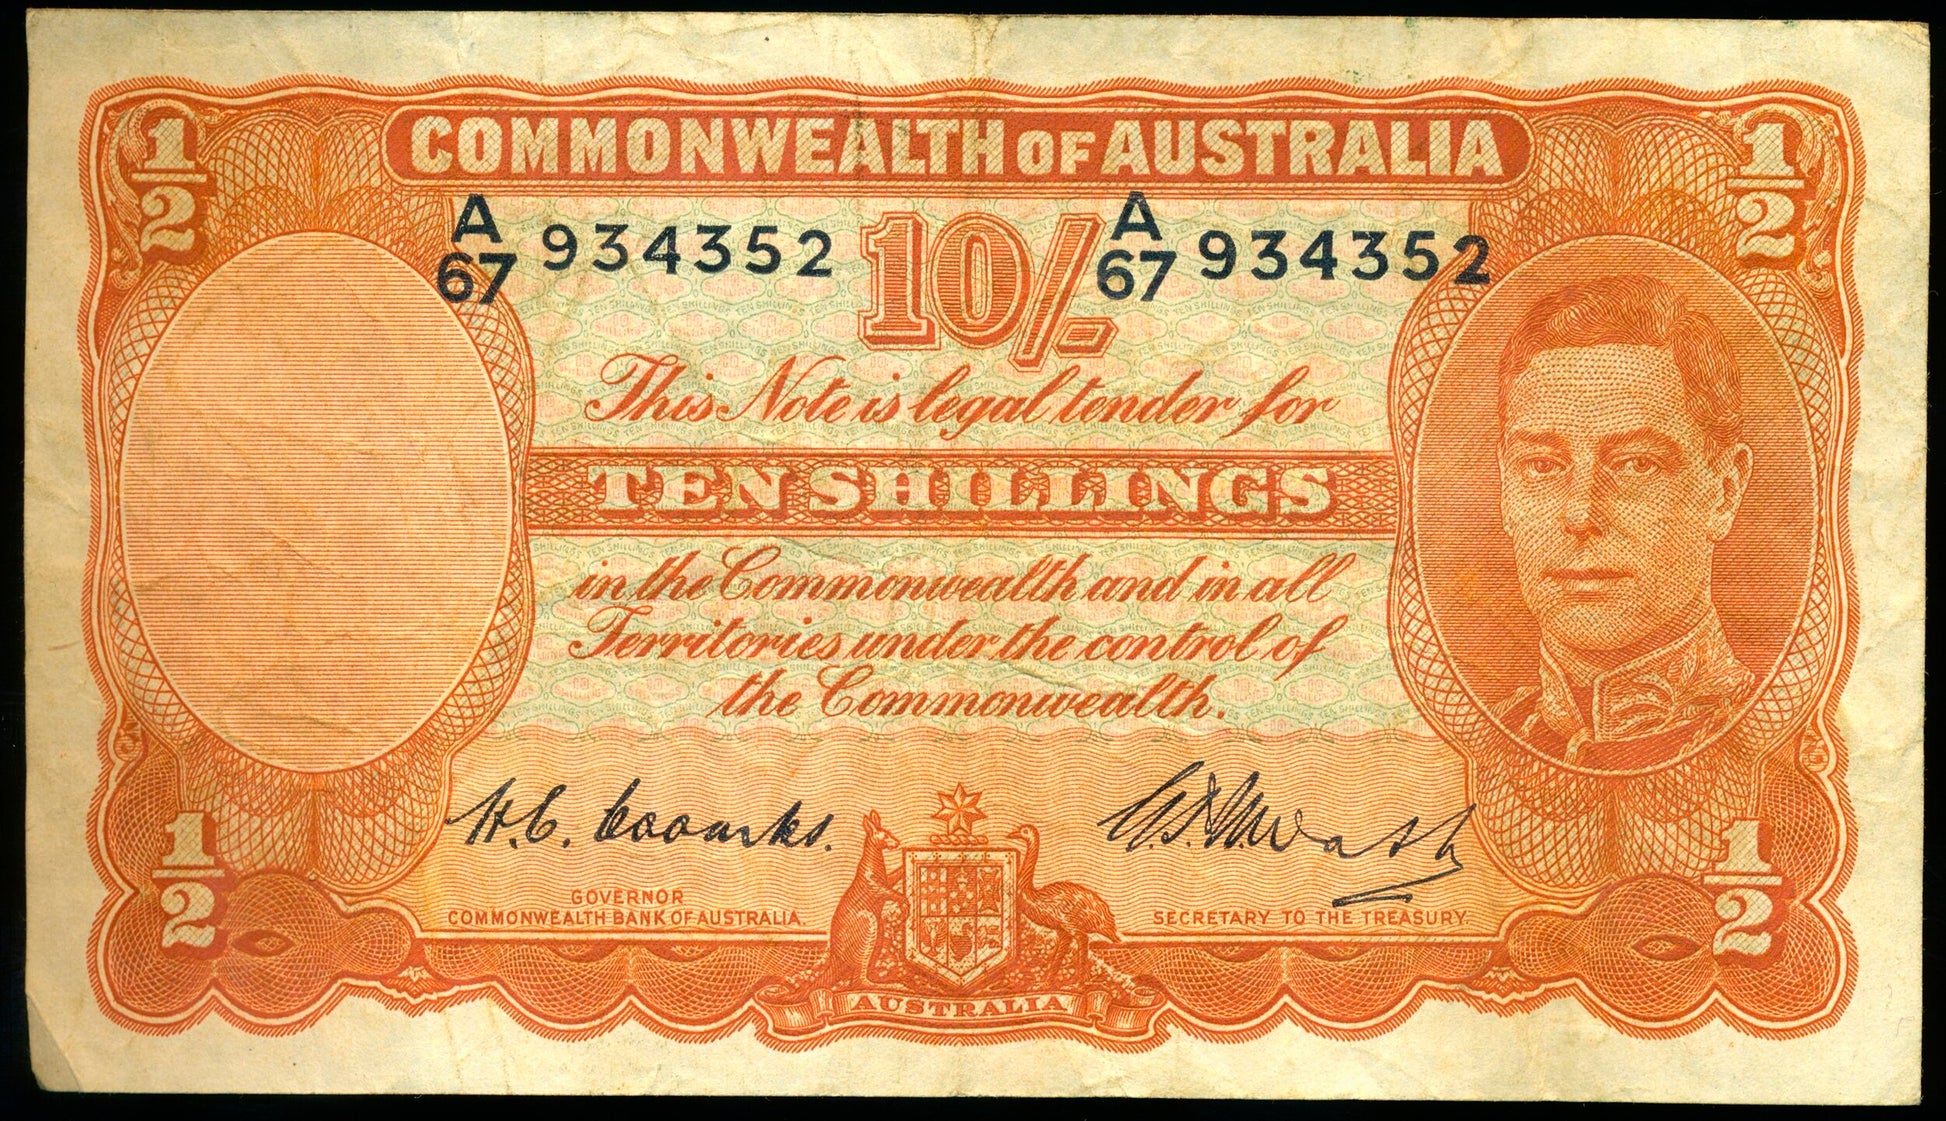 COMMONWEALTH OF AUSTRALIA
1/2
1/2
A/67 934352
10/-
A/67 934352
This Note is legal tender for
TEN SHILLINGS
in the Commonwealth and in all
Territories under the control of
the Commonwealth.
H.C. Coombs.
GOVERNOR
COMMONWEALTH BANK OF AUSTRALIA.
SECRETARY TO THE TREASURY.
1/2
1/2
AUSTRALIA